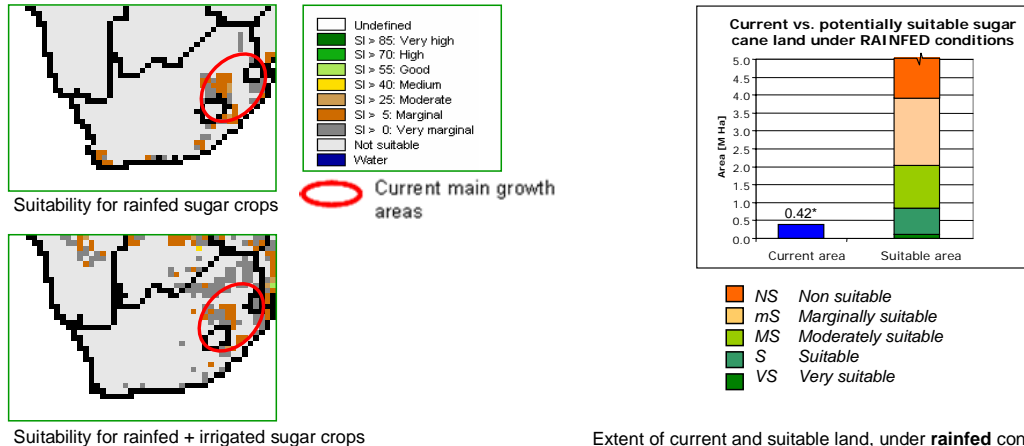 Undefined
SI > 85: Very high
SI > 70: High
SI > 55: Good
SI > 40: Medium
SI > 25: Moderate
SI > 5: Marginal
SI > 0: Very marginal
Not suitable
Water
Current main growth
areas
Suitability for rainfed sugar crops
Suitability for rainfed + irrigated sugar crops
Current vs. potentially suitable sugar
cane land under RAINFED conditions
Area [M Ha]
5.0
4.5
4.0
3.5
3.0
2.5
2.0
1.5
1.0
0.5
0.0
0.42*
Current area Suitable area
NS Non suitable
mS Marginally suitable
MS Moderately suitable
S Suitable
VS Very suitable
Extent of current and suitable land, under rainfed con